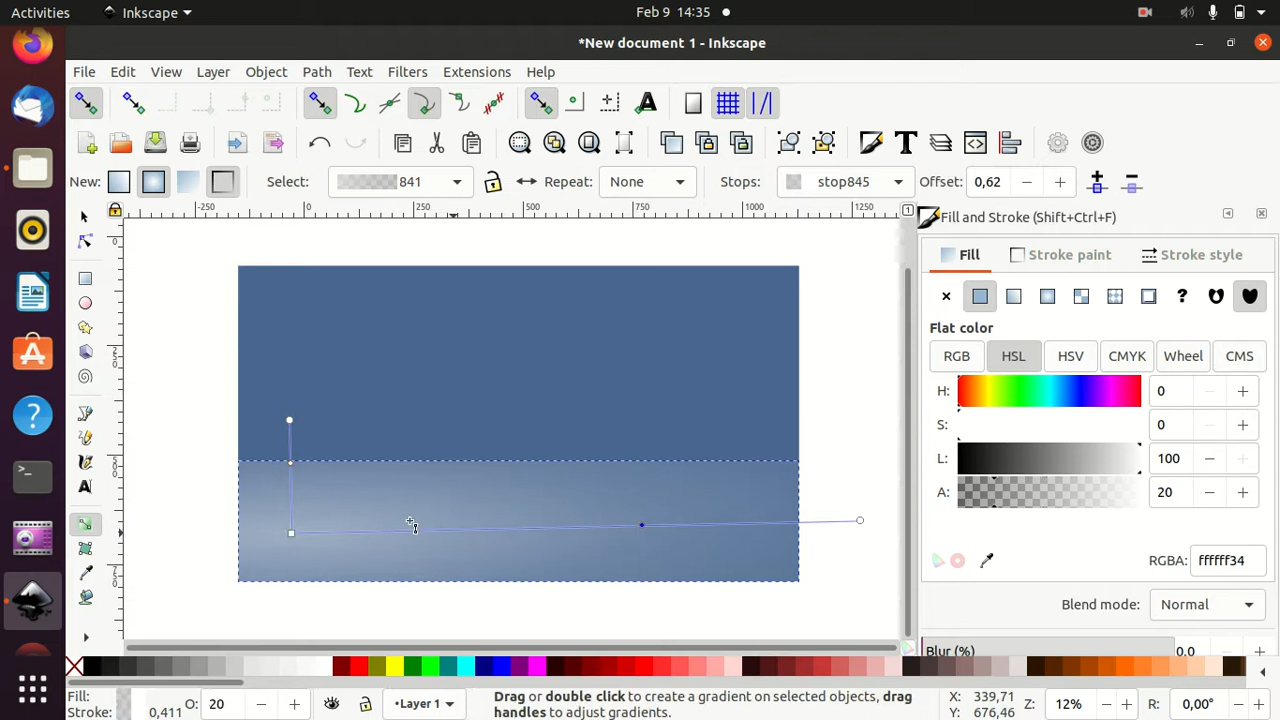 Activities Inkscape Feb 9 14:35
*New document 1 - Inkscape
File Edit View Layer Object Path Text Filters Extensions Help
New: Select: 841 Repeat: None Stops: stop845 Offset: 0,62
-250 0 250 500 750 1000 1250 1
Fill and Stroke (Shift+Ctrl+F)
Fill Stroke paint Stroke style
Flat color
RGB HSL HSV CMYK Wheel CMS
H: 0
S: 0
L: 100
A: 20
0
250
500
750
RGBA: ffffff34
Blend mode: Normal
Blur (%) 0.0
Fill: Stroke: 0,411 O: 20 •Layer 1 Drag or double click to create a gradient on selected objects, drag handles to adjust gradients. X: 339,71 Y: 676,46 Z: 12% R: 0,00°